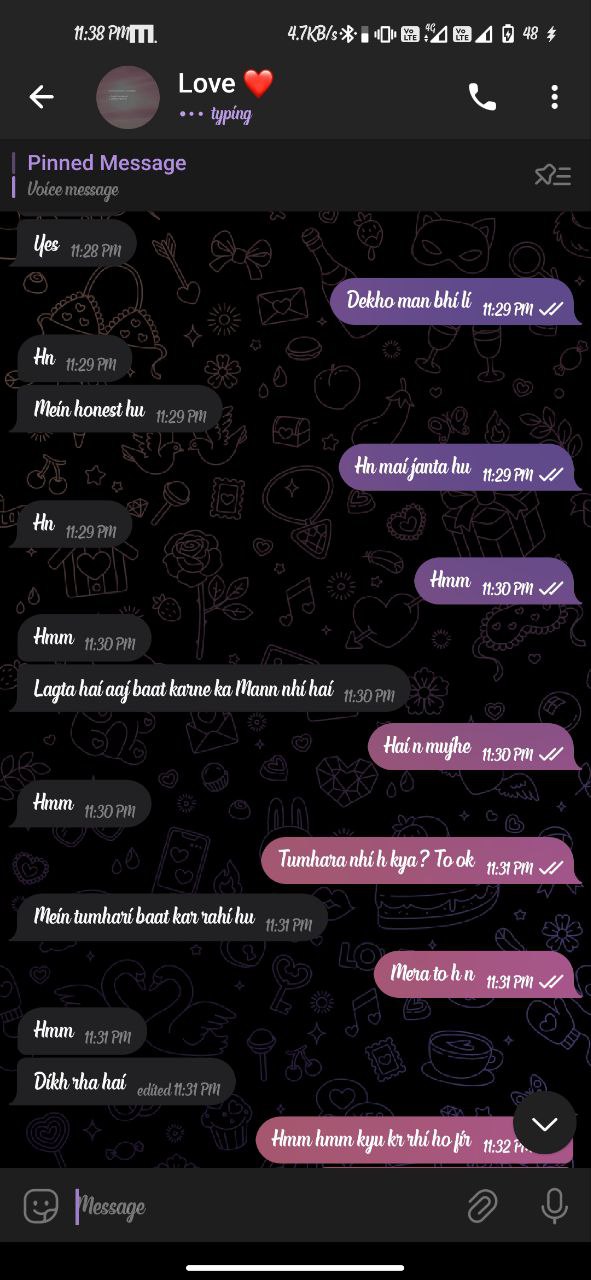 11:38 PM
4.7KB/s Vo LTE 4G Vo LTE 48
Love ❤️
typing
Pinned Message
Voice message
Yes 11:28 PM
Dekho man bhi li 11:29 PM
Hn 11:29 PM
Mein honest hu 11:29 PM
Hn mai janta hu 11:29 PM
Hn 11:29 PM
Hmm 11:30 PM
Hmm 11:30 PM
Lagta hai aaj baat karne ka Mann nhi hai 11:30 PM
Hai n mujhe 11:30 PM
Hmm 11:30 PM
Tumhara nhi h kya? To ok 11:31 PM
Mein tumhari baat kar rahi hu 11:31 PM
Mera to h n 11:31 PM
Hmm 11:31 PM
Dikh rha hai edited 11:31 PM
Hmm hmm kyu kr rhi ho fir 11:32 P
Message